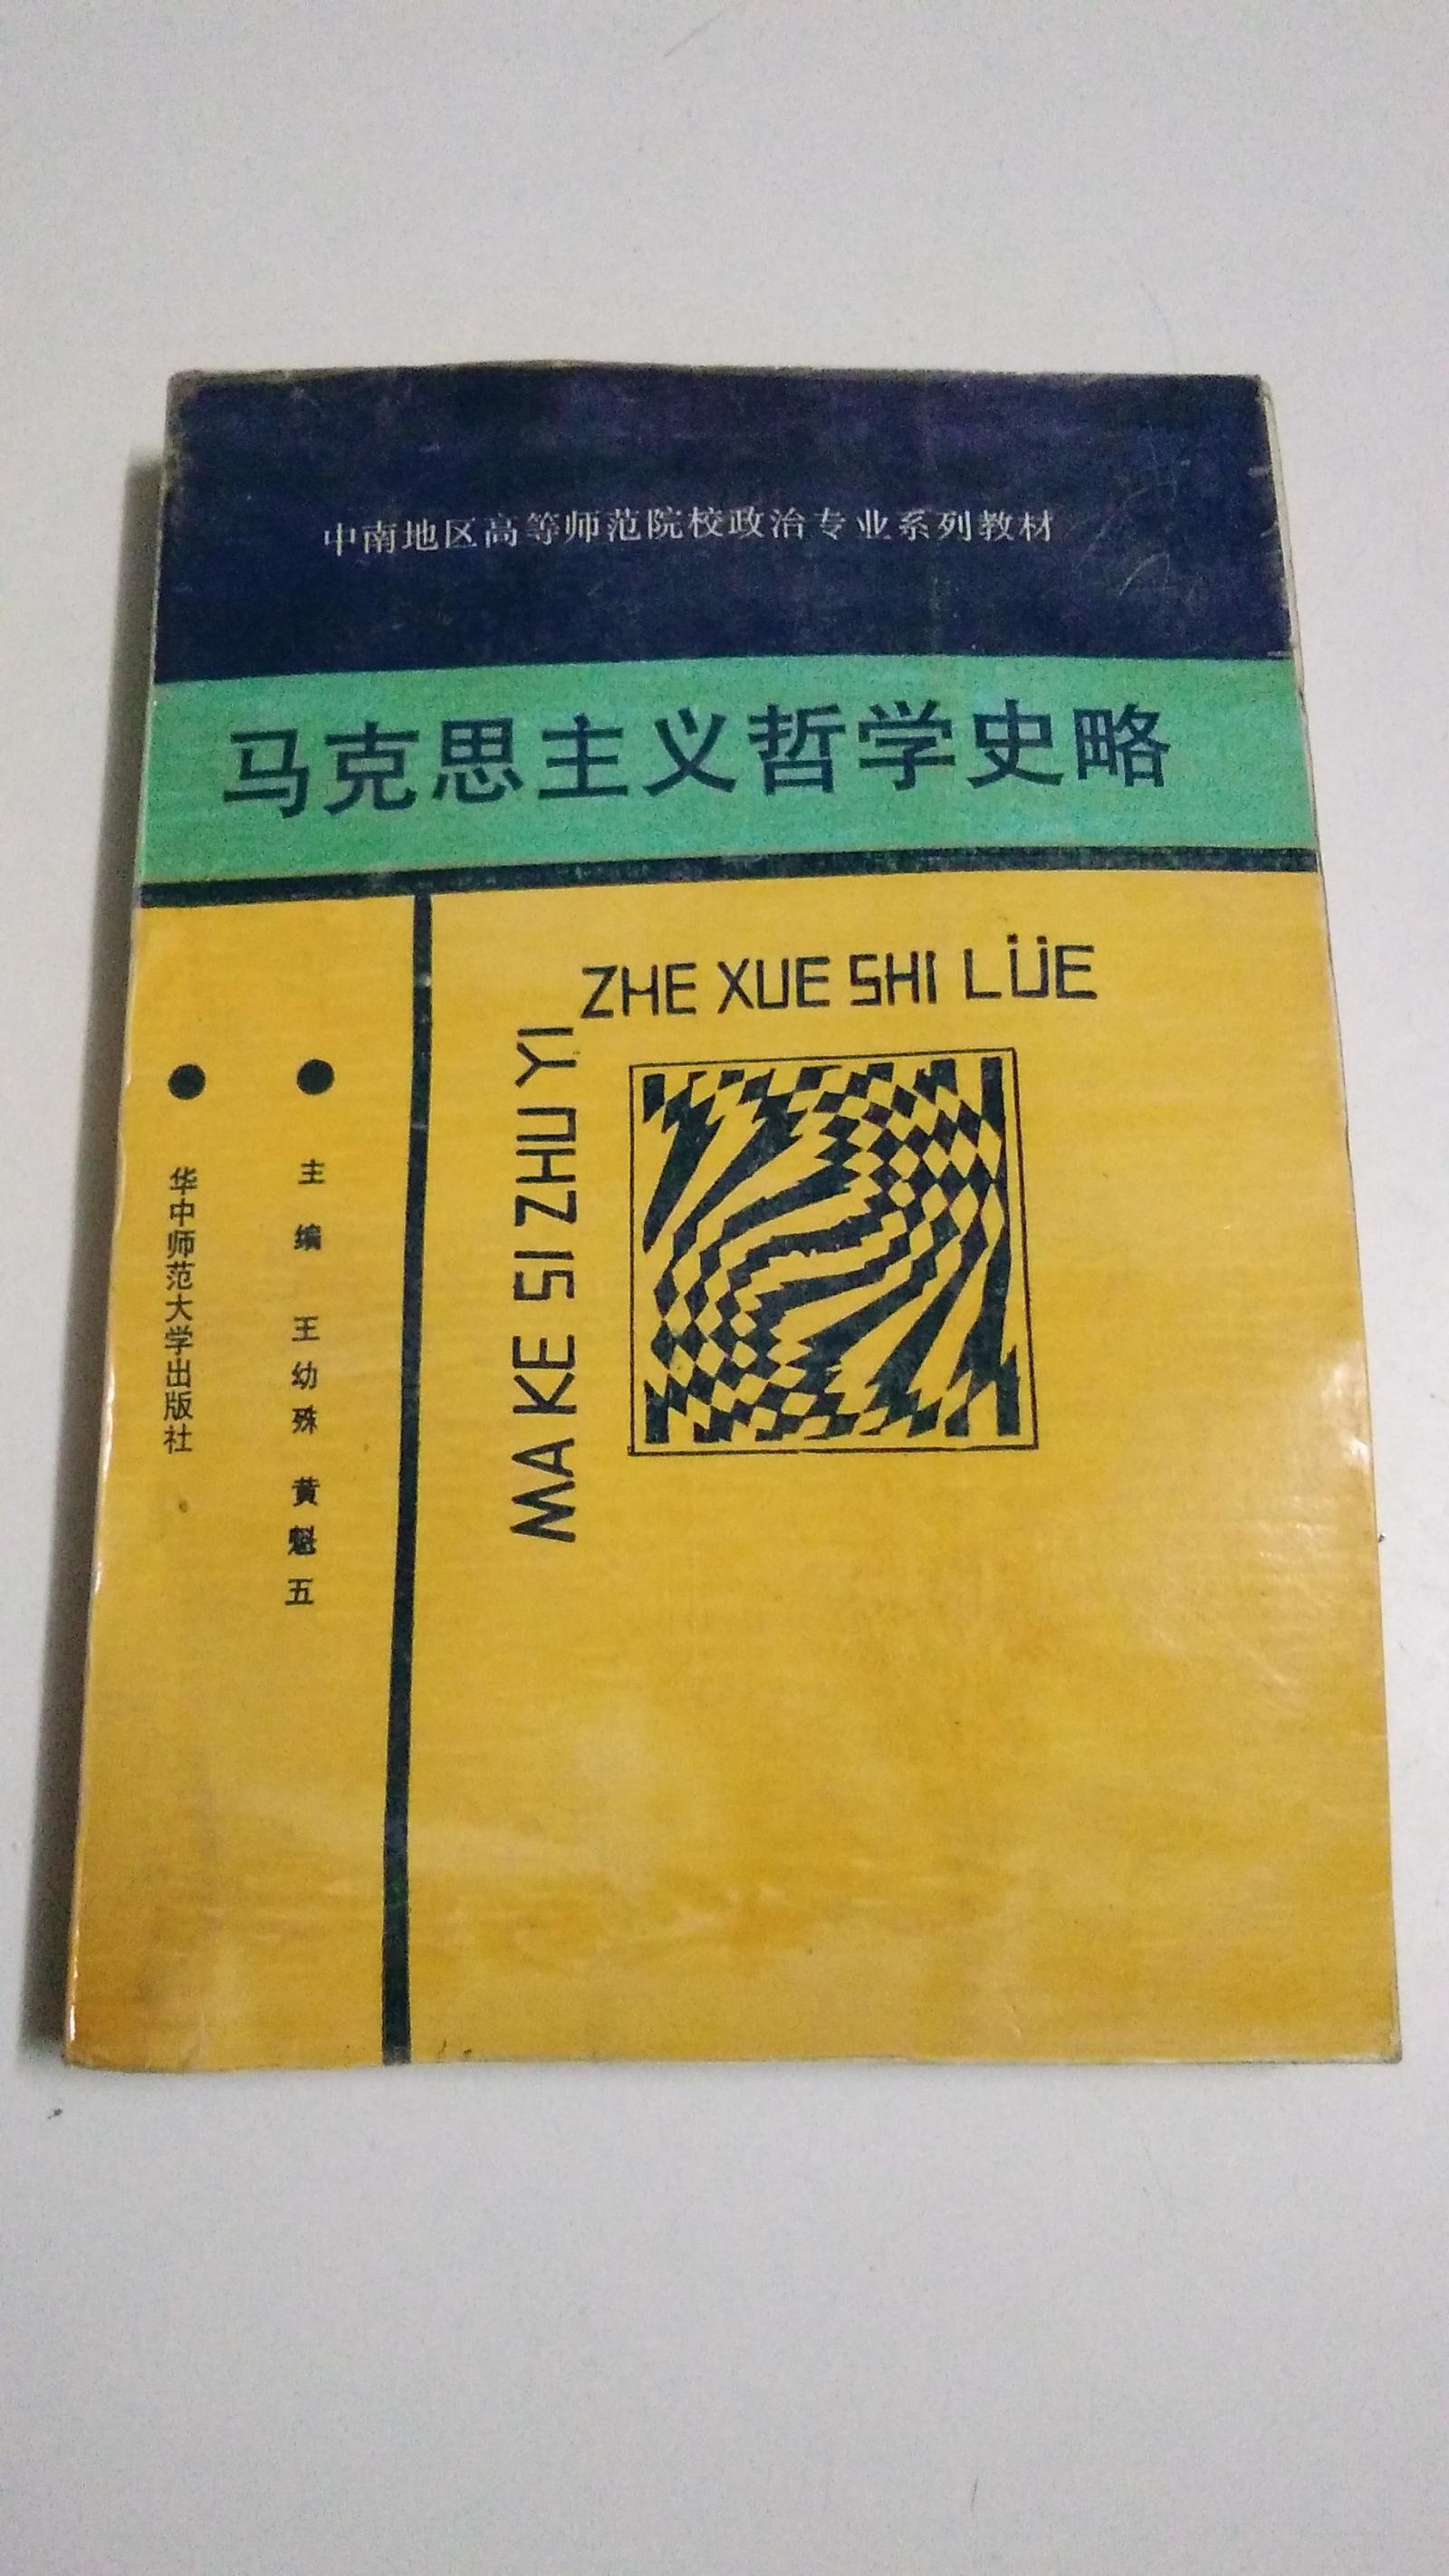 中南地区高等师范院校政治专业系列教材
马克思主义哲学史略
ZHE XUE SHI LÜE
MA KE SI ZHU YI
主编 王幼殊 黄魁五
华中师范大学出版社